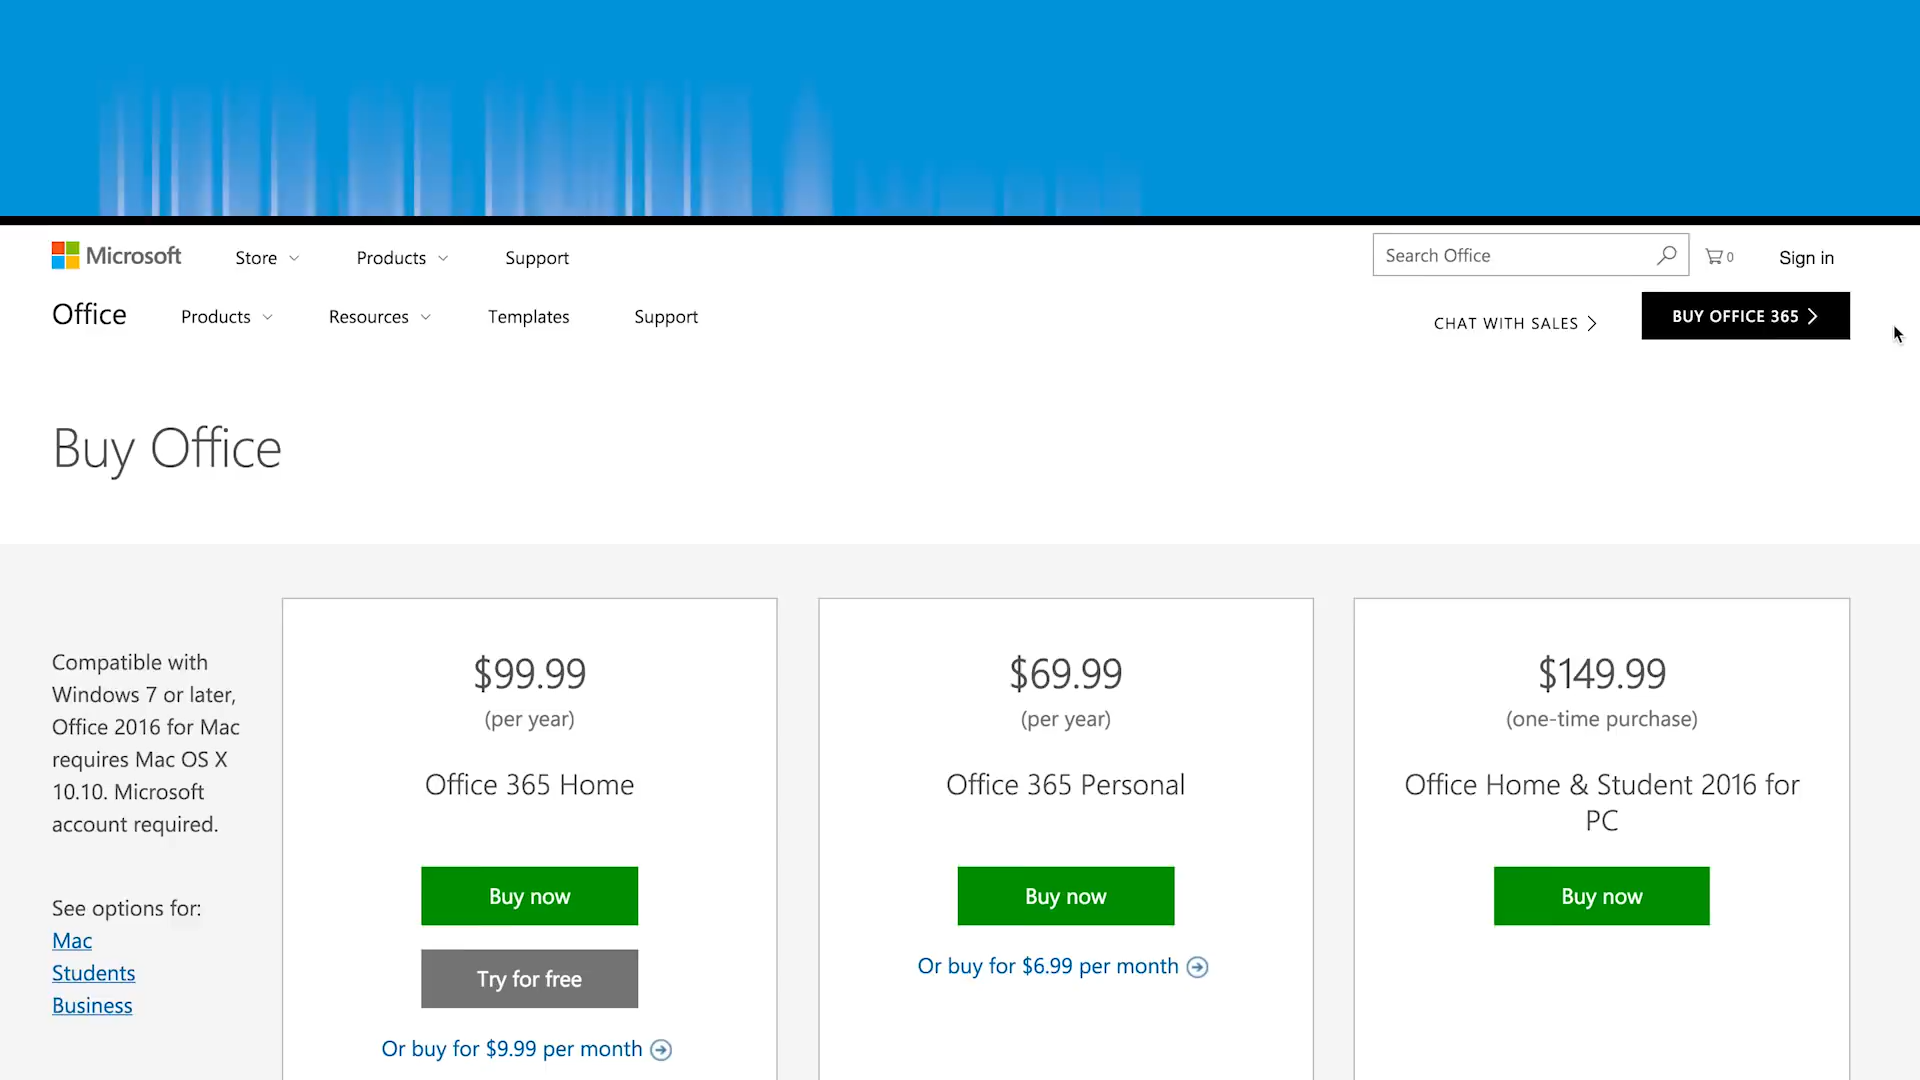 Microsoft
Store
Products
Support
Search Office
0
Sign in
Office
Products
Resources
Templates
Support
CHAT WITH SALES
BUY OFFICE 365
Buy Office
Compatible with
Windows 7 or later,
Office 2016 for Mac
requires Mac OS X
10.10. Microsoft
account required.
See options for:
Mac
Students
Business
$99.99
(per year)
Office 365 Home
Buy now
Try for free
Or buy for $9.99 per month
$69.99
(per year)
Office 365 Personal
Buy now
Or buy for $6.99 per month
$149.99
(one-time purchase)
Office Home & Student 2016 for
PC
Buy now